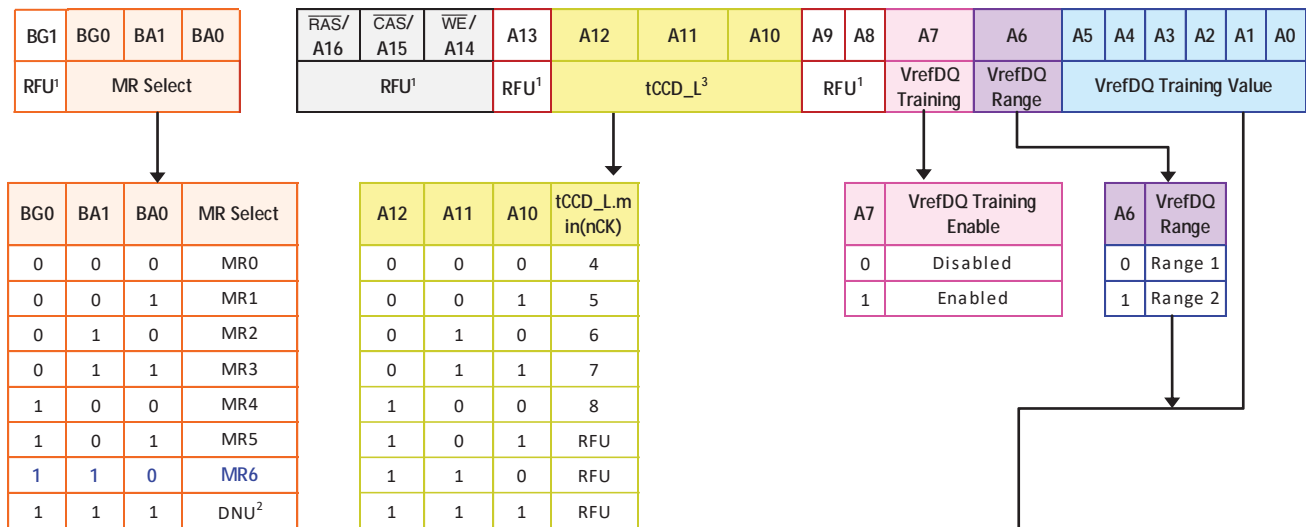 BG1 BG0 BA1 BA0
RFU¹ MR Select
RAS/ A16 CAS/ A15 WE/ A14 A13 A12 A11 A10 A9 A8 A7 A6 A5 A4 A3 A2 A1 A0
RFU¹ RFU¹ tCCD_L³ RFU¹ VrefDQ Training VrefDQ Range VrefDQ Training Value
BG0 BA1 BA0 MR Select
0 0 0 MR0
0 0 1 MR1
0 1 0 MR2
0 1 1 MR3
1 0 0 MR4
1 0 1 MR5
1 1 0 MR6
1 1 1 DNU²
A12 A11 A10 tCCD_L.m
in(nCK)
0 0 0 4
0 0 1 5
0 1 0 6
0 1 1 7
1 0 0 8
1 0 1 RFU
1 1 0 RFU
1 1 1 RFU
A7 VrefDQ Training
Enable
0 Disabled
1 Enabled
A6 VrefDQ
Range
0 Range 1
1 Range 2